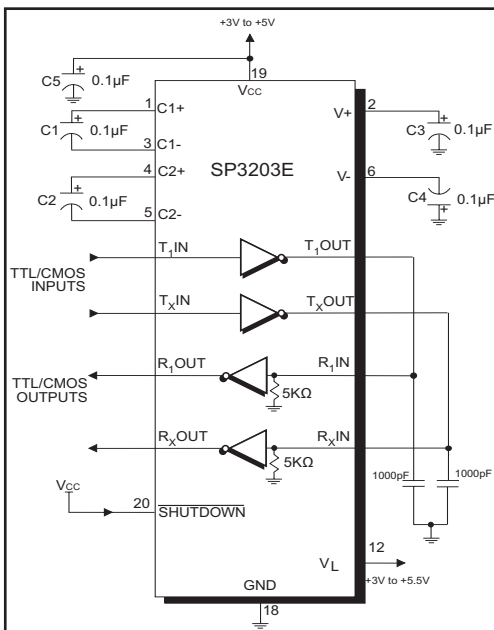 +3V to +5V
19
VCC
C5
+
0.1µF
1
C1+
C1
+
0.1µF
3
C1-
4
C2+
C2
+
0.1µF
5
C2-
SP3203E
V+
2
C3
+
0.1µF
V-
6
C4
+
0.1µF
TTL/CMOS
INPUTS
T1IN
T1OUT
TXIN
TXOUT
TTL/CMOS
OUTPUTS
R1OUT
R1IN
5KΩ
RXOUT
RXIN
5KΩ
1000pF
1000pF
VCC
20
SHUTDOWN
VL
12
+3V to +5.5V
GND
18